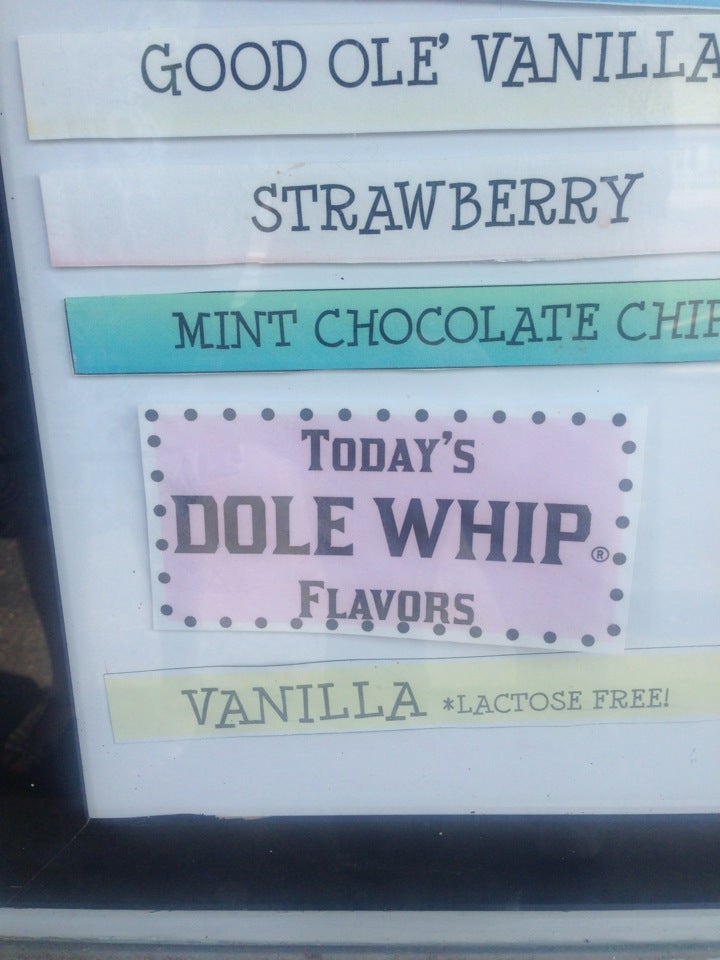 GOOD OLE' VANILLA
STRAWBERRY
MINT CHOCOLATE CHIP
TODAY'S
DOLE WHIP®
FLAVORS
VANILLA *LACTOSE FREE!